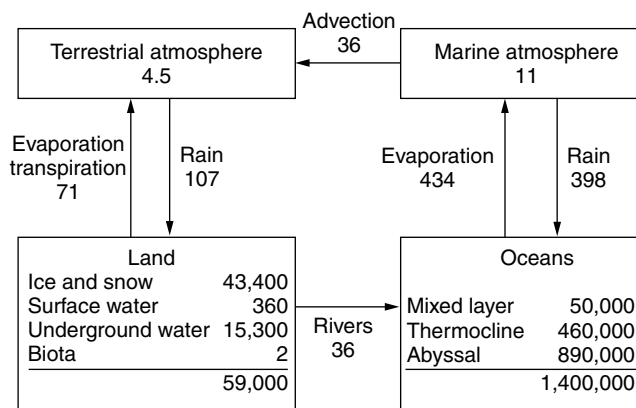 Advection
36
Terrestrial atmosphere
4.5
Marine atmosphere
11
Evaporation
transpiration
71
Rain
107
Evaporation
434
Rain
398
Land
Ice and snow 43,400
Surface water 360
Underground water 15,300
Biota 2
59,000
Rivers
36
Oceans
Mixed layer 50,000
Thermocline 460,000
Abyssal 890,000
1,400,000